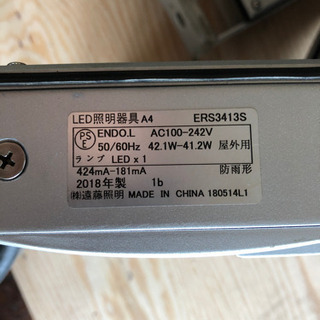 LED照明器具 A4 ERS3413S
PSE ENDO.L AC100-242V
50/60Hz 42.1W-41.2W 屋外用
ランプ LED x 1
424mA-181mA 防雨形
2018年製 1b
㈱遠藤照明 MADE IN CHINA 180514L1